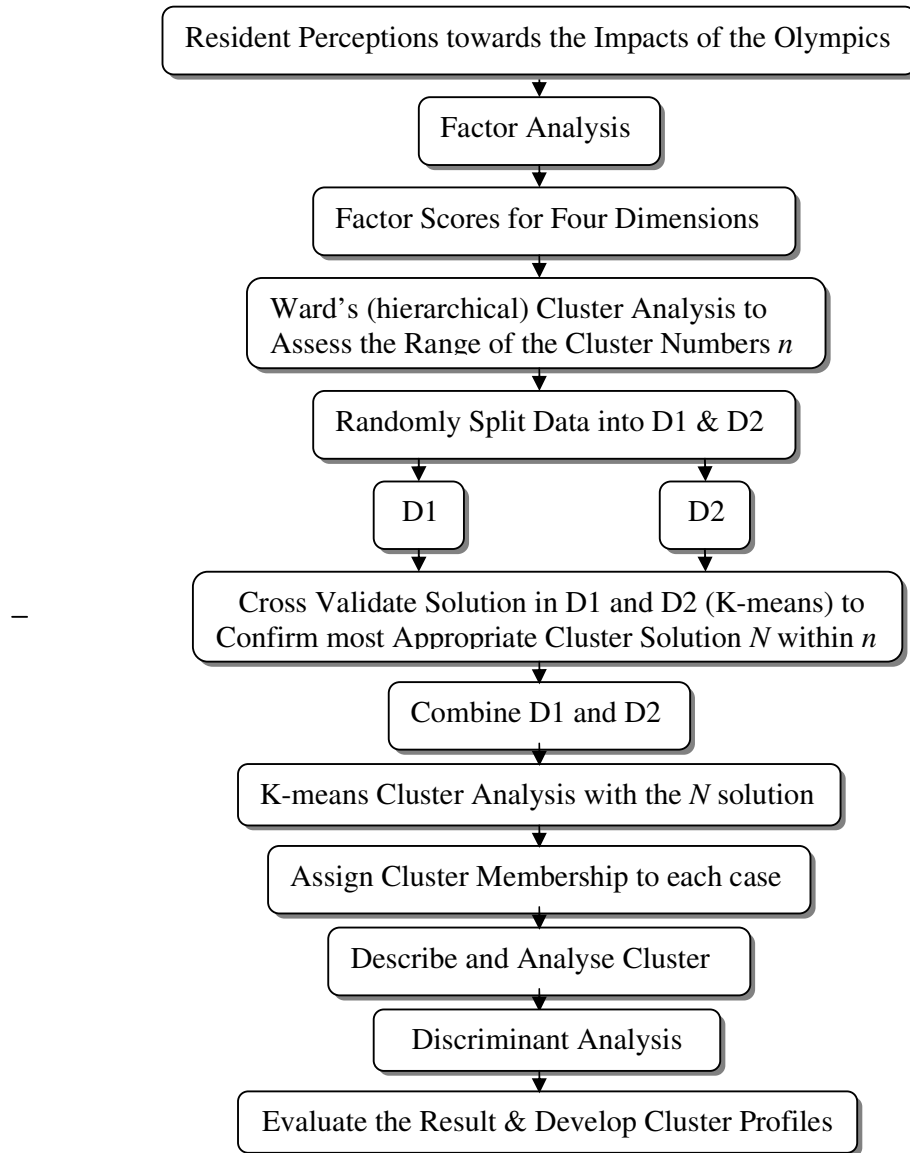 Resident Perceptions towards the Impacts of the Olympics
Factor Analysis
Factor Scores for Four Dimensions
Ward's (hierarchical) Cluster Analysis to
Assess the Range of the Cluster Numbers n
Randomly Split Data into D1 & D2
D1
D2
Cross Validate Solution in D1 and D2 (K-means) to
Confirm most Appropriate Cluster Solution N within n
Combine D1 and D2
K-means Cluster Analysis with the N solution
Assign Cluster Membership to each case
Describe and Analyse Cluster
Discriminant Analysis
Evaluate the Result & Develop Cluster Profiles